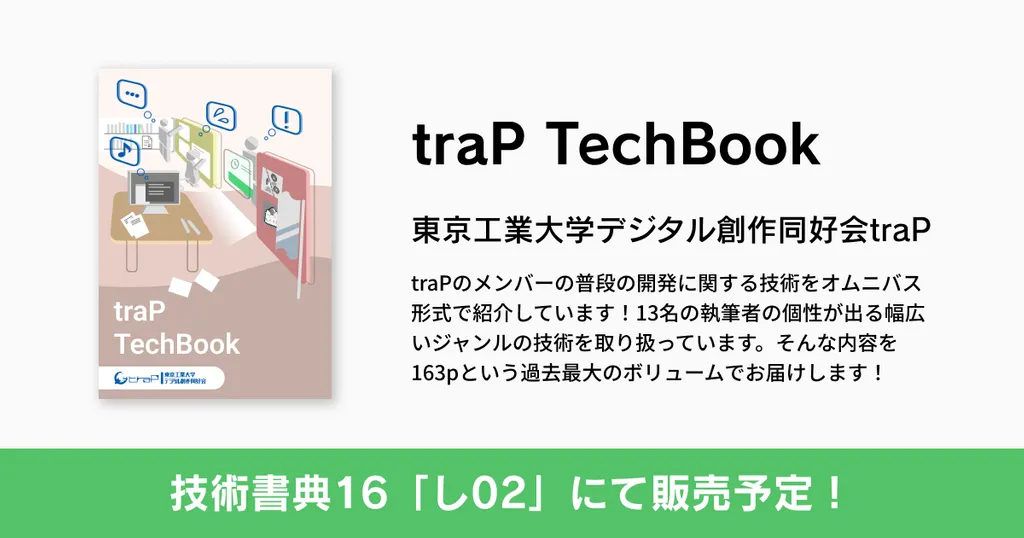 traP
TechBook
traP
東京工業大学
デジタル創作同好会
traP TechBook
東京工業大学デジタル創作同好会traP
traPのメンバーの普段の開発に関する技術をオムニバス
形式で紹介しています！13名の執筆者の個性が出る幅広
いジャンルの技術を取り扱っています。そんな内容を
163pという過去最大のボリュームでお届けします！
技術書典16「し02」にて販売予定！